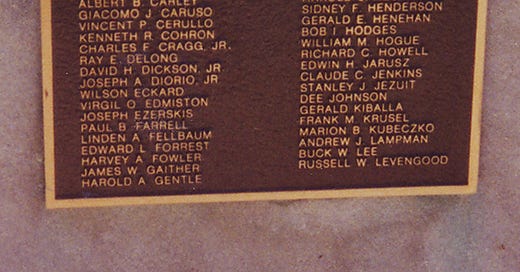 ALBERT B. CARLEY
GIACOMO J. CARUSO
VINCENT P. CERULLO
KENNETH R. COHRON
CHARLES F. CRAGG, JR.
RAY E. DELONG
DAVID H. DICKSON, JR.
JOSEPH A. DIORIO, JR.
WILSON ECKARD
VIRGIL O. EDMISTON
JOSEPH EZERSKIS
PAUL B. FARRELL
LINDEN A. FELLBAUM
EDWARD L. FORREST
HARVEY A. FOWLER
JAMES W. GAITHER
HAROLD A. GENTLE
SIDNEY F. HENDERSON
GERALD E. HENEHAN
BOB I. HODGES
WILLIAM M. HOGUE
RICHARD C. HOWELL
EDWIN H. JARUSZ
CLAUDE C. JENKINS
STANLEY J. JEZUIT
DEE JOHNSON
GERALD KIBALLA
FRANK M. KRUSEL
MARION B. KUBECZKO
ANDREW J. LAMPMAN
BUCK W. LEE
RUSSELL W. LEVENGOOD